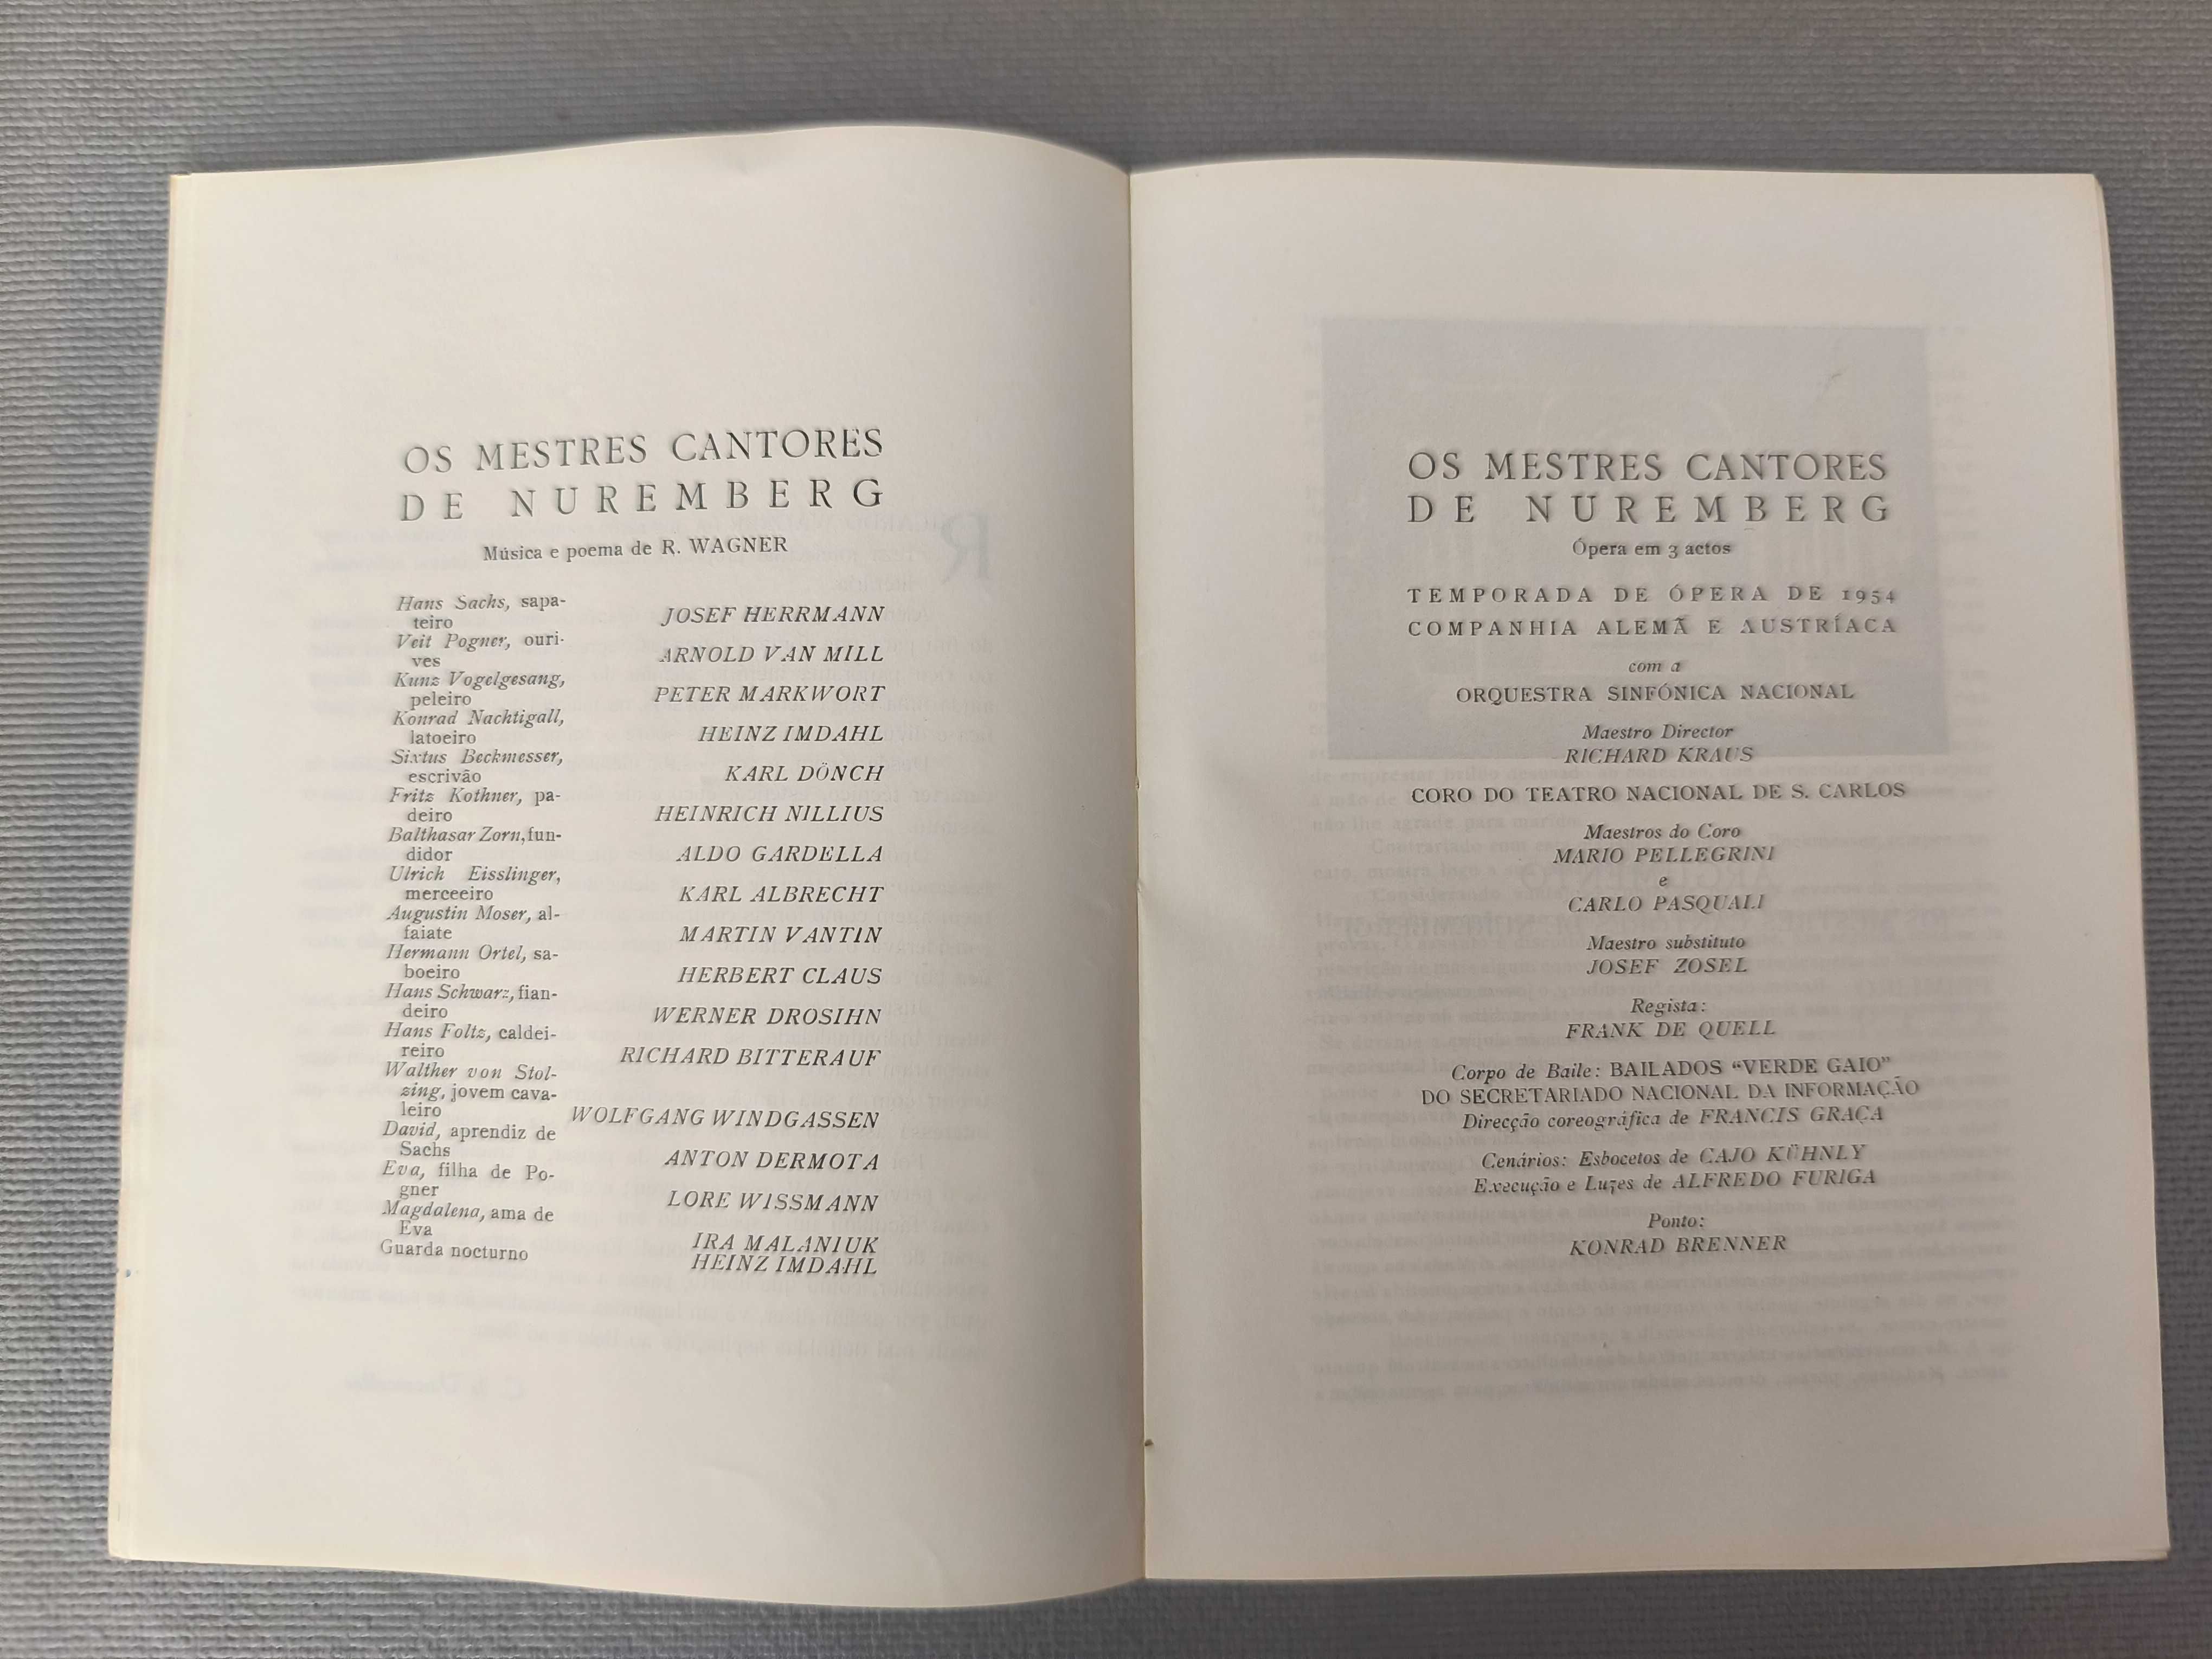 OS MESTRES CANTORES
DE NUREMBERG
Música e poema de R. WAGNER
Hans Sachs, sapa-
teiro
JOSEF HERRMANN
Veit Pogner, ouri-
ves
ARNOLD VAN MILL
Kunz Vogelgesang,
peleiro
PETER MARKWORT
Konrad Nachtigall,
latoeiro
HEINZ IMDAHL
Sixtus Beckmesser,
escrivão
KARL DÖNCH
Fritz Kothner, pa-
deiro
HEINRICH NILLIUS
Balthasar Zorn, fun-
didor
ALDO GARDELLA
Ulrich Eisslinger,
merceeiro
KARL ALBRECHT
Augustin Moser, al-
faiate
MARTIN VANTIN
Hermann Ortel, sa-
boeiro
HERBERT CLAUS
Hans Schwarz, fian-
deiro
WERNER DROSIHN
Hans Foltz, caldei-
reiro
RICHARD BITTERAUF
Walther von Stol-
zing, jovem cava-
leiro
WOLFGANG WINDGASSEN
David, aprendiz de
Sachs
ANTON DERMOTA
Eva, filha de Po-
gner
LORE WISSMANN
Magdalena, ama de
Eva
IRA MALANIUK
Guarda nocturno
HEINZ IMDAHL
OS MESTRES CANTORES
DE NUREMBERG
Ópera em 3 actos
TEMPORADA DE ÓPERA DE 1954
COMPANHIA ALEMÃ E AUSTRÍACA
com a
ORQUESTRA SINFÓNICA NACIONAL
Maestro Director
RICHARD KRAUS
CORO DO TEATRO NACIONAL DE S. CARLOS
Maestros do Coro
MARIO PELLEGRINI
e
CARLO PASQUALI
Maestro substituto
JOSEF ZOSEL
Regista:
FRANK DE QUELL
Corpo de Baile: BAILADOS "VERDE GAIO"
DO SECRETARIADO NACIONAL DA INFORMAÇÃO
Direcção coreográfica de FRANCIS GRAÇA
Cenários: Esbocetos de CAJO KÜHNLY
Execução e Luzes de ALFREDO FURIGA
Ponto:
KONRAD BRENNER